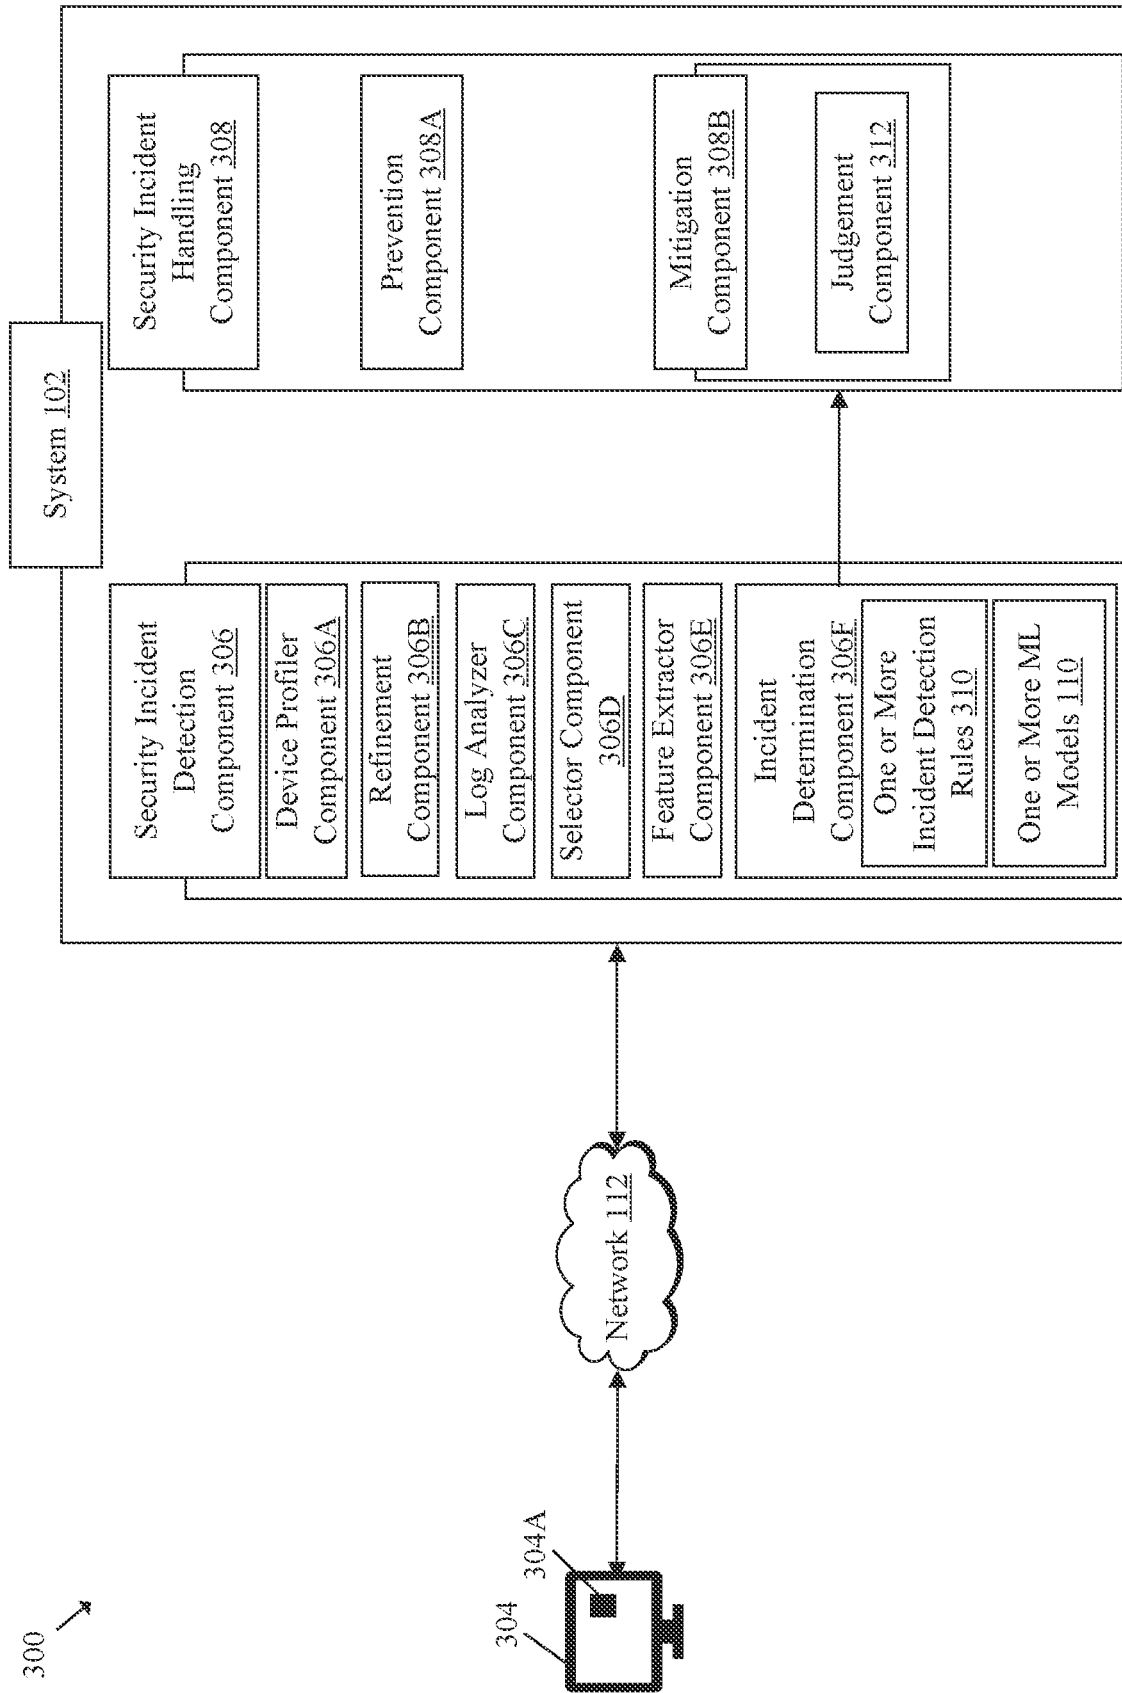 300
304
304A
Network 112
System 102
Security Incident
Detection
Component 306
Device Profiler
Component 306A
Refinement
Component 306B
Log Analyzer
Component 306C
Selector Component
306D
Feature Extractor
Component 306E
Incident
Determination
Component 306F
One or More
Incident Detection
Rules 310
One or More ML
Models 110
Security Incident
Handling
Component 308
Prevention
Component 308A
Mitigation
Component 308B
Judgement
Component 312